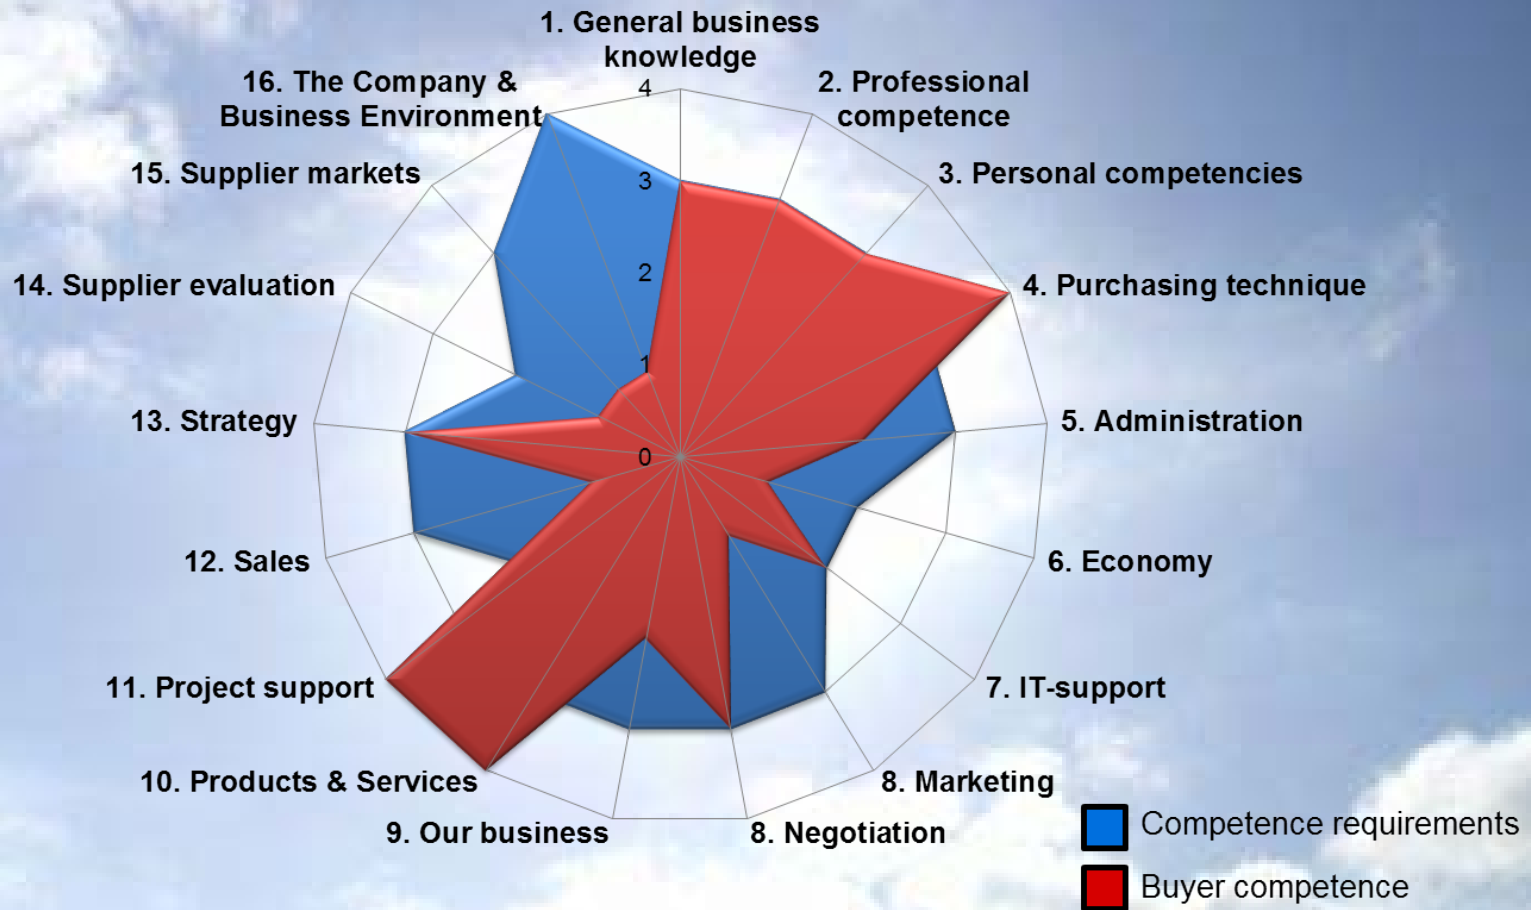 1. General business
knowledge
2. Professional
competence
3. Personal competencies
4. Purchasing technique
5. Administration
6. Economy
7. IT-support
8. Marketing
8. Negotiation
9. Our business
10. Products & Services
11. Project support
12. Sales
13. Strategy
14. Supplier evaluation
15. Supplier markets
16. The Company &
Business Environment
4
3
2
1
0
Competence requirements
Buyer competence